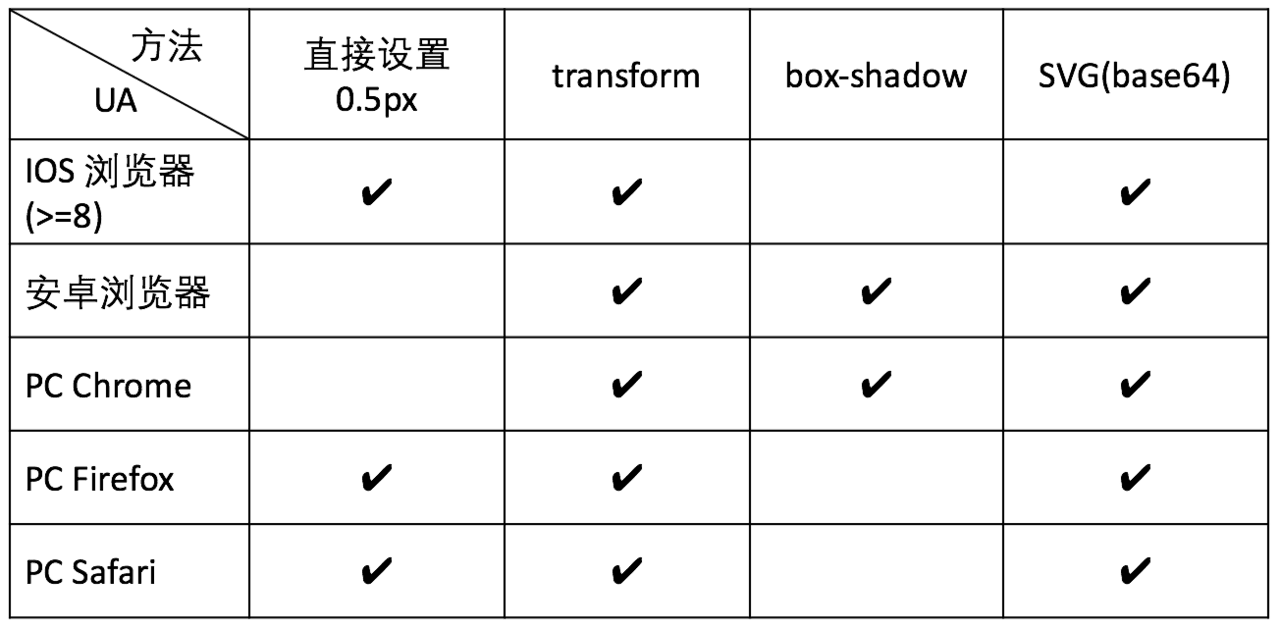 方法
UA
直接设置
0.5px
transform
box-shadow
SVG(base64)
IOS 浏览器
(>=8)
✔ ✔ ✔
安卓浏览器 ✔ ✔ ✔
PC Chrome ✔ ✔ ✔
PC Firefox ✔ ✔ ✔
PC Safari ✔ ✔ ✔